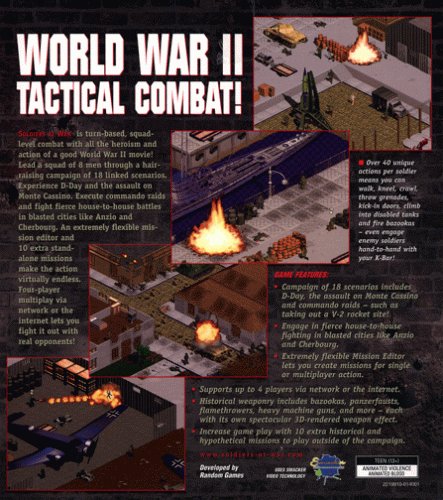 WORLD WAR II
TACTICAL COMBAT!
Soldiers at War is turn-based, squad-
level combat with all the heroism and
action of a good World War II movie!
Lead a squad of 8 men through a hair-
raising campaign of 18 linked scenarios.
Experience D-Day and the assault on
Monte Cassino. Execute commando raids
and fight fierce house-to-house battles
in blasted cities like Anzio and
Cherbourg. An extremely flexible mis-
sion editor and
10 extra stand-
alone missions
make the action
virtually endless.
Four-player
multiplay via
network or the
Internet lets you
fight it out with
real opponents!
Over 40 unique
actions per soldier
means you can
walk, kneel, crawl,
throw grenades,
kick-in doors, climb
into disabled tanks
and fire bazookas
- even engage
enemy soldiers
hand-to-hand with
your K-Bar!
GAME FEATURES:
• Campaign of 18 scenarios includes
D-Day, the assault on Monte Cassino
and commando raids – such as
taking out a V-2 rocket site!
• Engage in fierce house-to-house
fighting in blasted cities like Anzio
and Cherbourg.
• Extremely flexible Mission Editor
lets you create missions for single
or multiplayer action.
• Supports up to 4 players via network or the internet.
• Historical weaponry includes bazookas, panzerfausts,
flamethrowers, heavy machine guns, and more – each
with its own spectacular 3D-rendered weapon effect.
• Increase game play with 10 extra historical and
hypothetical missions to play outside of the campaign.
www.soldiers-at-war.com
Developed by
Random Games
USES SMACKER
VIDEO TECHNOLOGY
TEEN (13+)
ANIMATED VIOLENCE
ANIMATED BLOOD